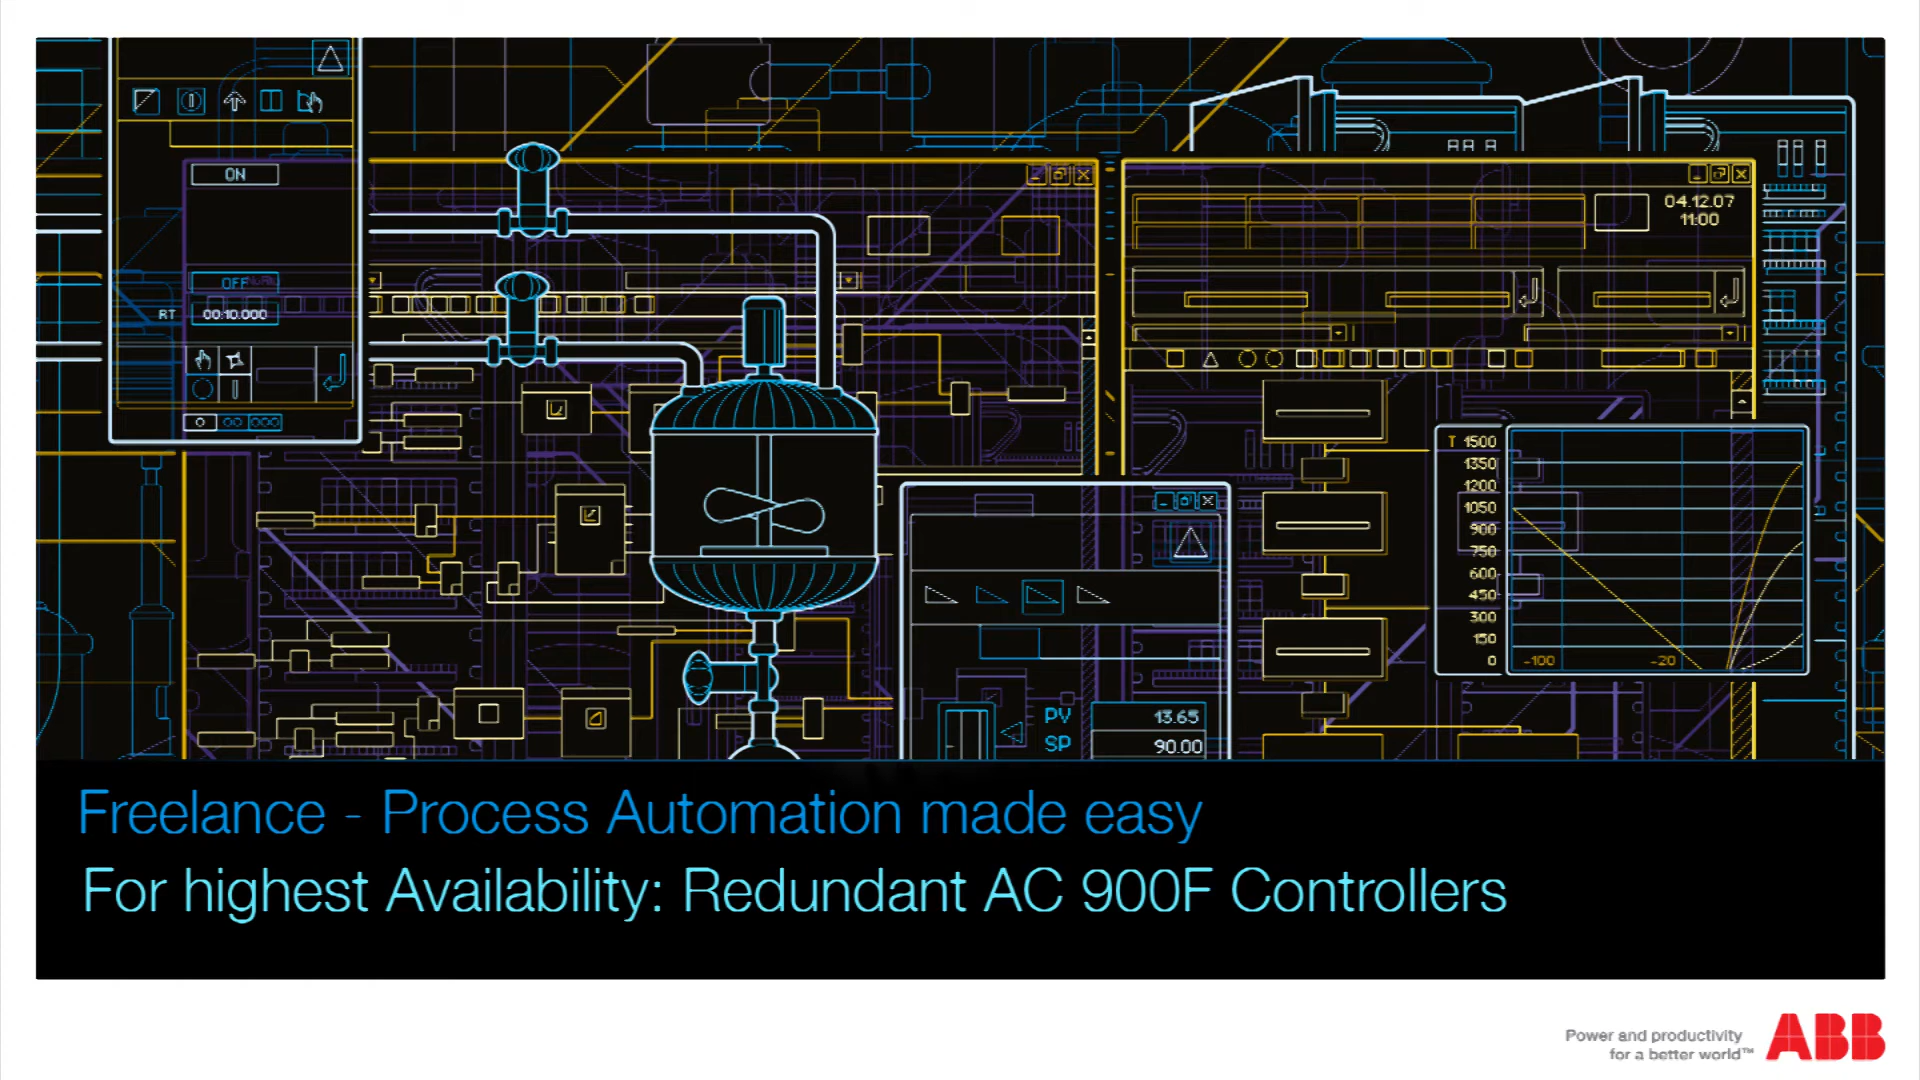 ON
OFF
RT 00:10.000
04.12.07
11:00
T 1500
1350
1200
1050
900
750
600
450
300
150
0
-100 -20
PV 13.65
SP 90.00
Freelance - Process Automation made easy
For highest Availability: Redundant AC 900F Controllers
Power and productivity
for a better world™
ABB